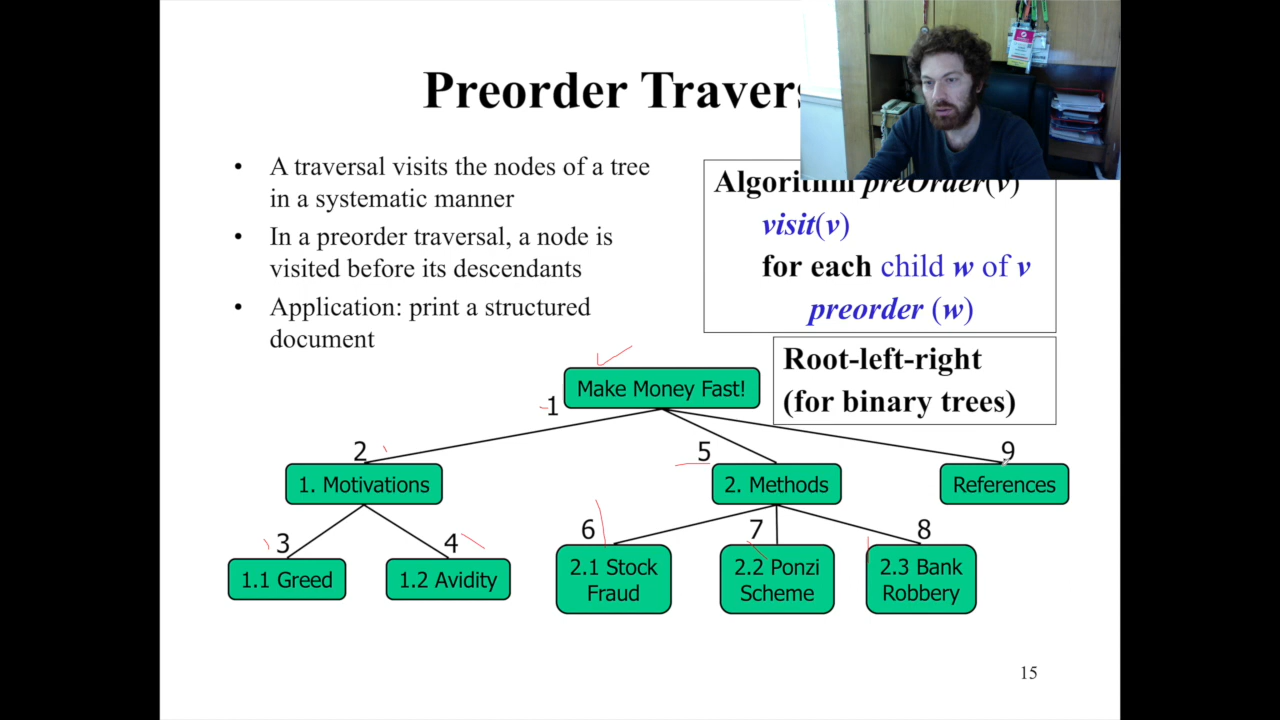 Preorder Travers
• A traversal visits the nodes of a tree
in a systematic manner
• In a preorder traversal, a node is
visited before its descendants
• Application: print a structured
document
Algorithm preOrder(v)
visit(v)
for each child w of v
preorder (w)
Root-left-right
(for binary trees)
Make Money Fast!
1
2
5
9
1. Motivations
2. Methods
References
3
4
6
7
8
1.1 Greed
1.2 Avidity
2.1 Stock
Fraud
2.2 Ponzi
Scheme
2.3 Bank
Robbery
15